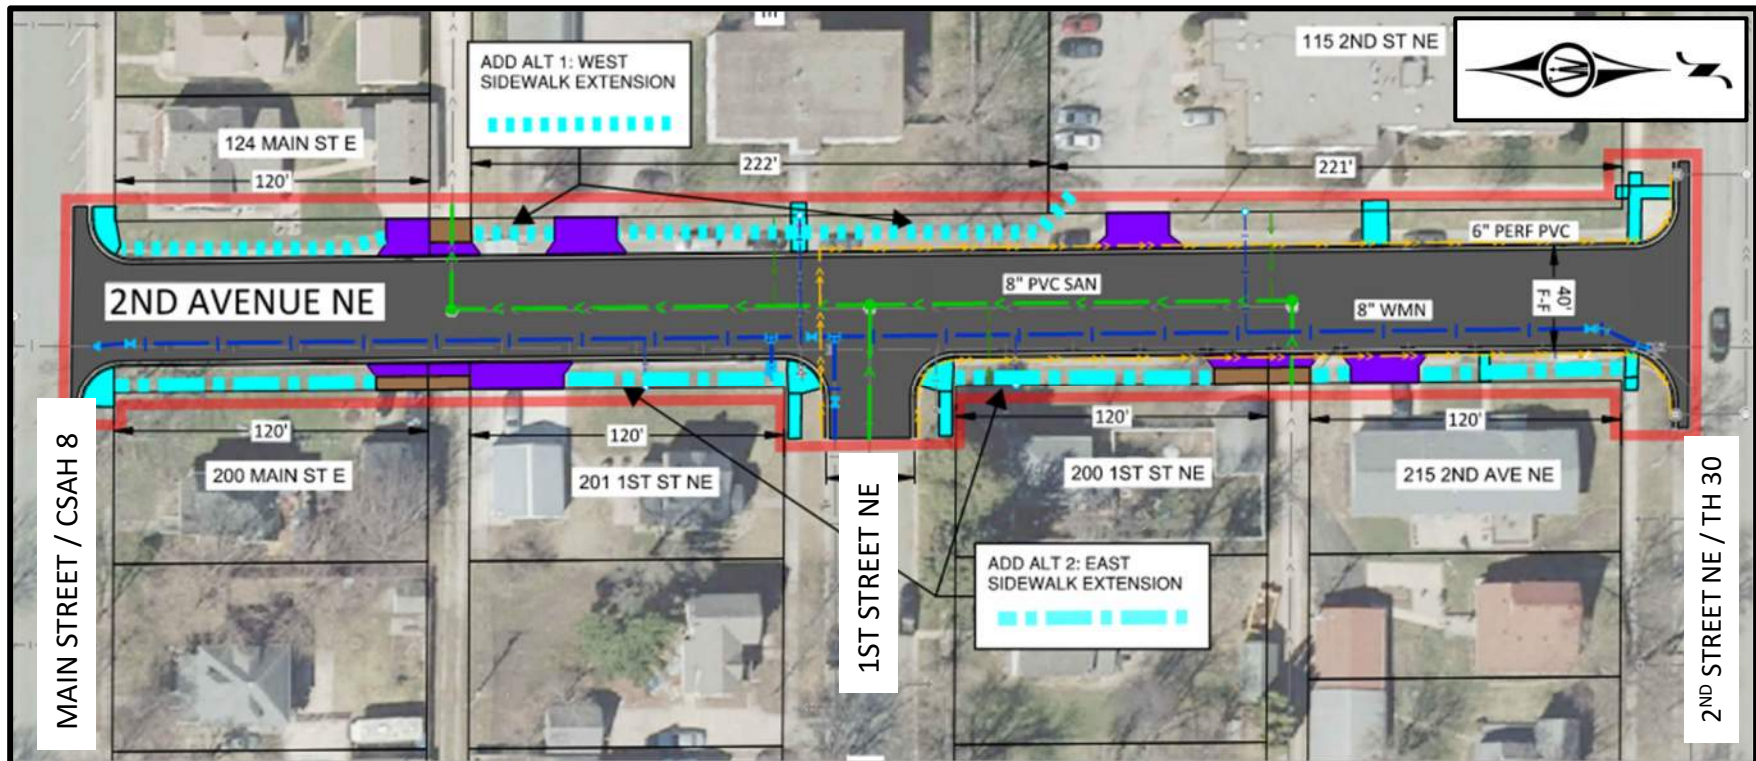 115 2ND ST NE
ADD ALT 1: WEST
SIDEWALK EXTENSION
124 MAIN ST E
120'
222'
221'
6" PERF PVC
8" PVC SAN
2ND AVENUE NE
8" WMN
40'
F-F
120'
120'
120'
120'
200 MAIN ST E
201 1ST ST NE
200 1ST ST NE
215 2ND AVE NE
MAIN STREET / CSAH 8
1ST STREET NE
2ND STREET NE / TH 30
ADD ALT 2: EAST
SIDEWALK EXTENSION